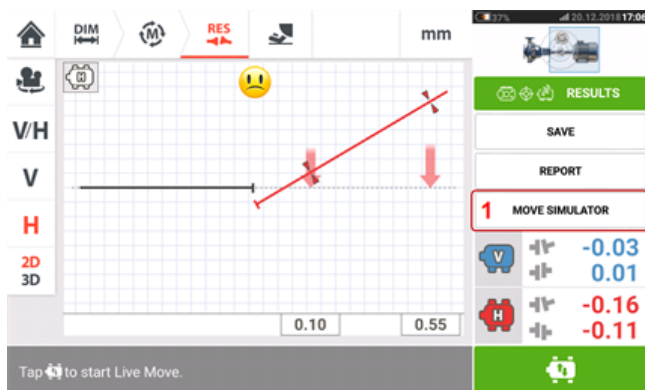 DIM
M
RES
mm
37%
20.12.2018 17:06
RESULTS
SAVE
REPORT
1 MOVE SIMULATOR
V/H
V
H
2D
3D
H
V
-0.03
0.01
H
-0.16
-0.11
0.10
0.55
Tap to start Live Move.